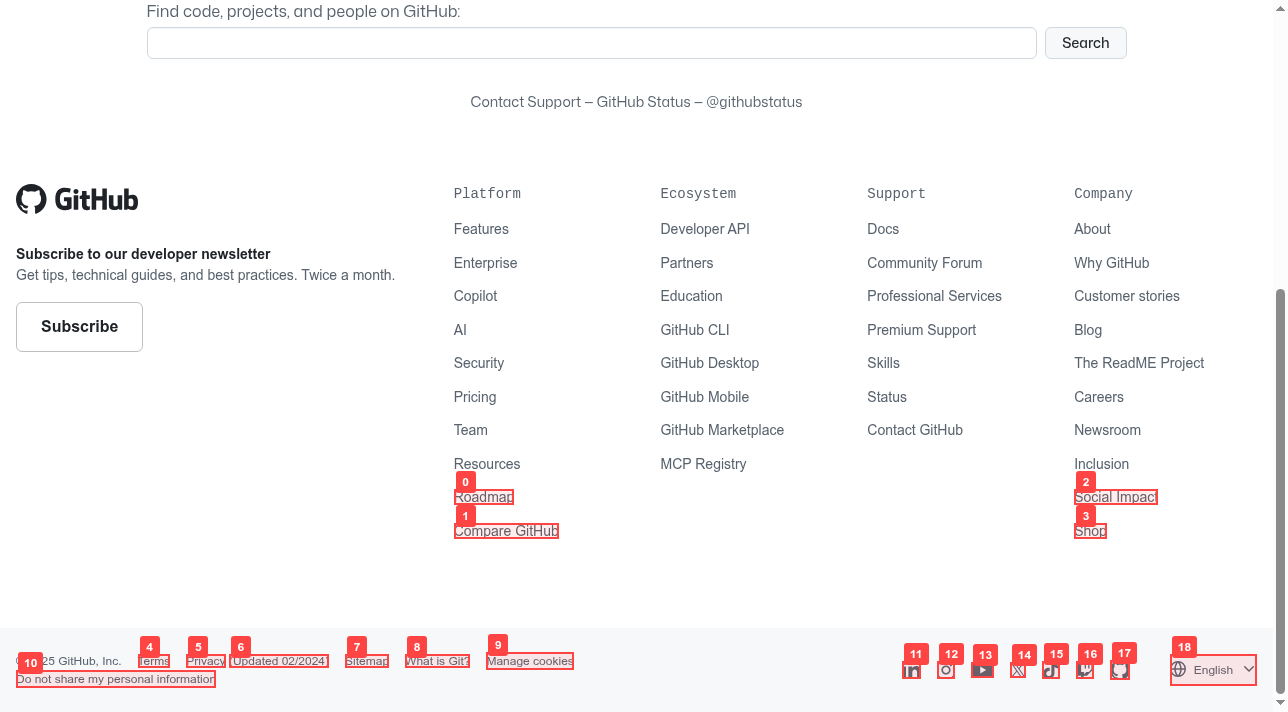 Find code, projects, and people on GitHub:
Search
Contact Support — GitHub Status — @githubstatus
GitHub
Subscribe to our developer newsletter
Get tips, technical guides, and best practices. Twice a month.
Subscribe
Platform
Features
Enterprise
Copilot
AI
Security
Pricing
Team
Resources
0
Roadmap
1
Compare GitHub
Ecosystem
Developer API
Partners
Education
GitHub CLI
GitHub Desktop
GitHub Mobile
GitHub Marketplace
MCP Registry
Support
Docs
Community Forum
Professional Services
Premium Support
Skills
Status
Contact GitHub
Company
About
Why GitHub
Customer stories
Blog
The ReadME Project
Careers
Newsroom
Inclusion
2
Social Impact
3
Shop
4 5 6 7 8 9
25 GitHub, Inc. Terms Privacy (Updated 02/2024) Sitemap What is Git? Manage cookies
10
Do not share my personal information
11 12 13 14 15 16 17 18
English